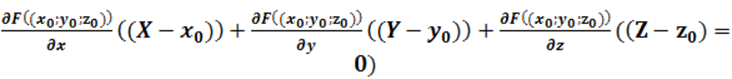 ∂F((x₀;y₀;z₀))/∂x ((X − x₀)) + ∂F((x₀;y₀;z₀))/∂y ((Y − y₀)) + ∂F((x₀;y₀;z₀))/∂z ((Z − z₀) =
0)